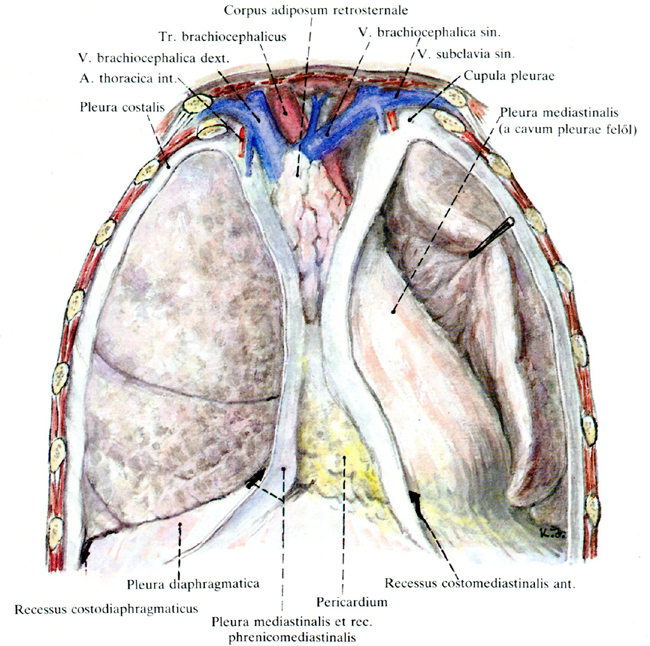 Corpus adiposum retrosternale
Tr. brachiocephalicus
V. brachiocephalica sin.
V. brachiocephalica dext.
V. subclavia sin.
A. thoracica int.
Cupula pleurae
Pleura costalis
Pleura mediastinalis
(a cavum pleurae felől)
Pleura diaphragmatica
Recessus costomediastinalis ant.
Recessus costodiaphragmaticus
Pericardium
Pleura mediastinalis et rec.
phrenicomediastinalis